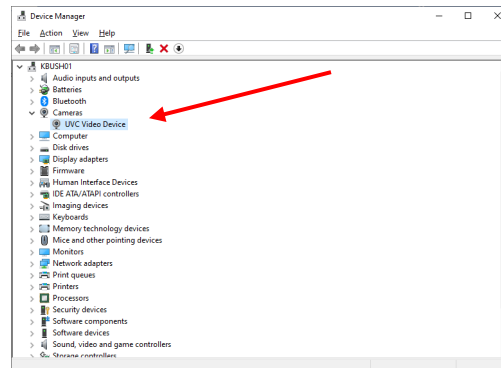 Device Manager
File Action View Help
KBUSH01
Audio inputs and outputs
Batteries
Bluetooth
Cameras
UVC Video Device
Computer
Disk drives
Display adapters
Firmware
Human Interface Devices
IDE ATA/ATAPI controllers
Imaging devices
Keyboards
Memory technology devices
Mice and other pointing devices
Monitors
Network adapters
Print queues
Printers
Processors
Security devices
Software components
Software devices
Sound, video and game controllers
Storage controllers